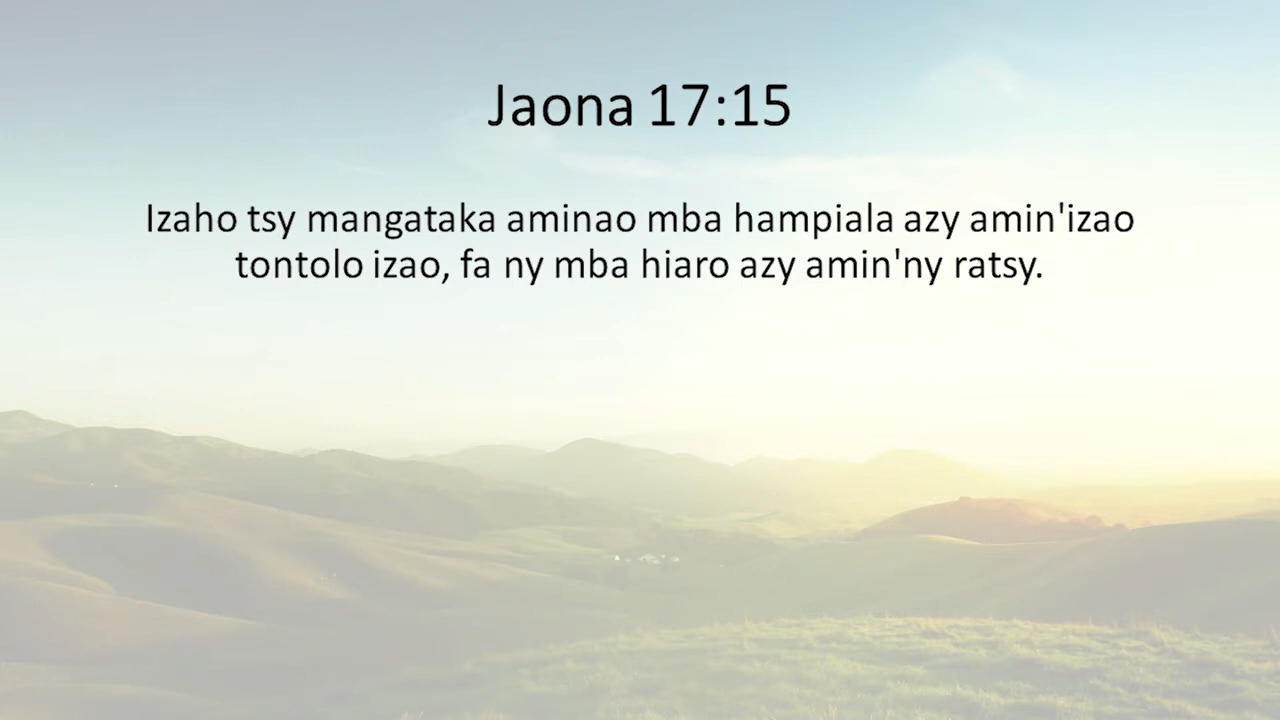 Jaona 17:15
Izaho tsy mangataka aminao mba hampiala azy amin'izao
tontolo izao, fa ny mba hiaro azy amin'ny ratsy.